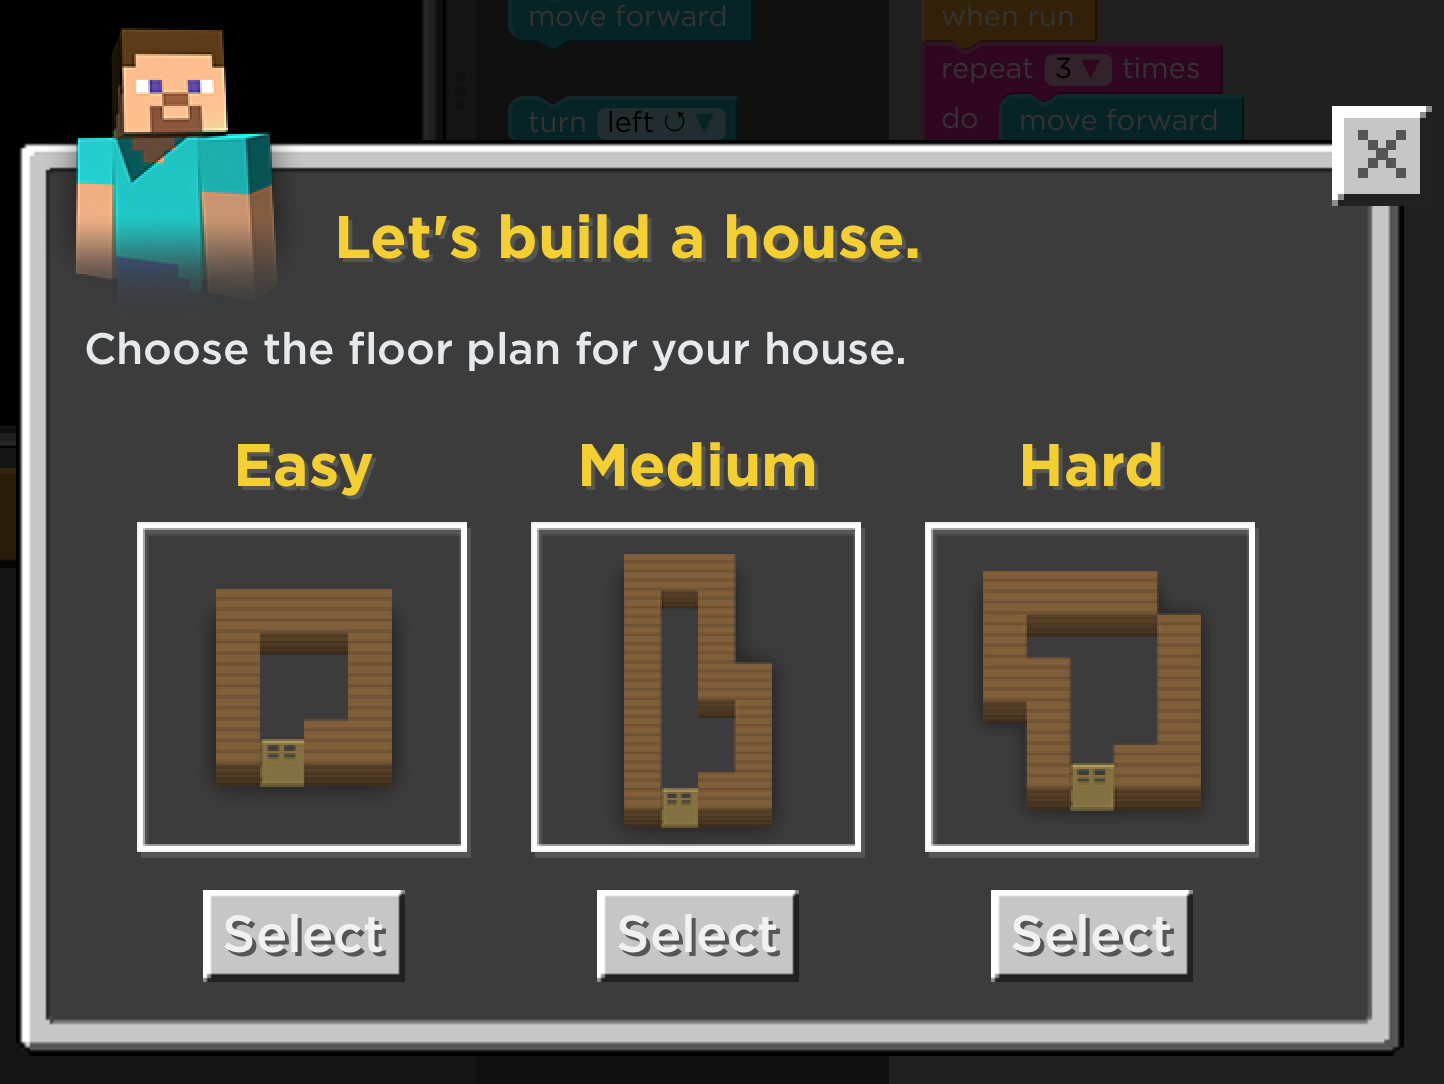 move forward
when run
repeat 3 ▼ times
turn left ↺ ▼
do move forward
Let's build a house.
Choose the floor plan for your house.
Easy
Medium
Hard
Select
Select
Select